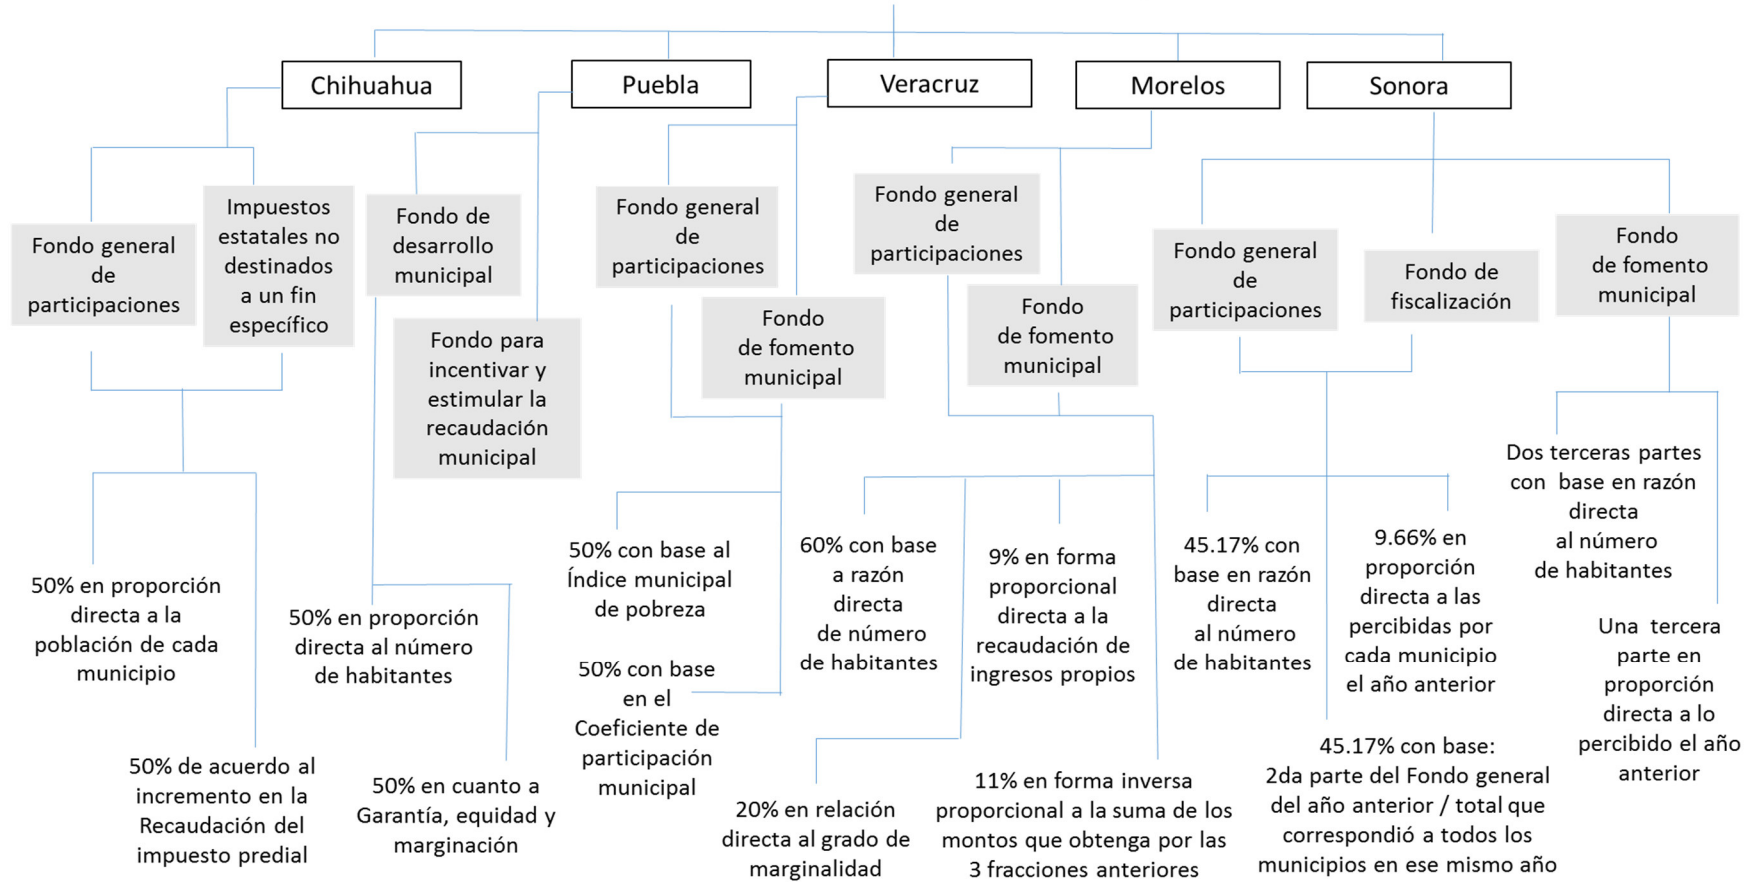 Chihuahua
Puebla
Veracruz
Morelos
Sonora
Fondo general
de
participaciones
Impuestos
estatales no
destinados
a un fin
específico
Fondo de
desarrollo
municipal
Fondo para
incentivar y
estimular la
recaudación
municipal
Fondo general
de
participaciones
Fondo
de fomento
municipal
Fondo general
de
participaciones
Fondo
de fomento
municipal
Fondo general
de
participaciones
Fondo de
fiscalización
Fondo
de fomento
municipal
50% en proporción
directa a la
población de cada
municipio
50% de acuerdo al
incremento en la
Recaudación del
impuesto predial
50% en proporción
directa al número
de habitantes
50% en cuanto a
Garantía, equidad y
marginación
50% con base al
Índice municipal
de pobreza
50% con base
en el
Coeficiente de
participación
municipal
60% con base
a razón
directa
de número
de habitantes
20% en relación
directa al grado de
marginalidad
9% en forma
proporcional
directa a la
recaudación de
ingresos propios
11% en forma inversa
proporcional a la suma de los
montos que obtenga por las
3 fracciones anteriores
45.17% con
base en razón
directa
al número
de habitantes
45.17% con base:
2da parte del Fondo general
del año anterior / total que
correspondió a todos los
municipios en ese mismo año
9.66% en
proporción
directa a las
percibidas por
cada municipio
el año anterior
Dos terceras partes
con base en razón
directa
al número
de habitantes
Una tercera
parte en
proporción
directa a lo
percibido el año
anterior